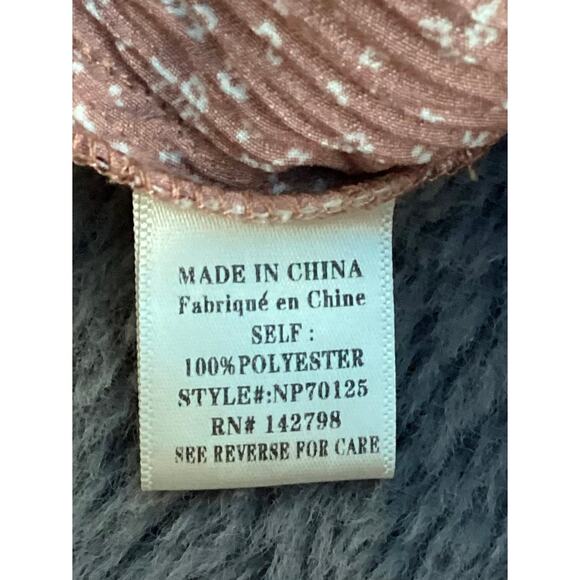 MADE IN CHINA
Fabriqué en Chine
SELF :
100%POLYESTER
STYLE#:NP70125
RN# 142798
SEE REVERSE FOR CARE